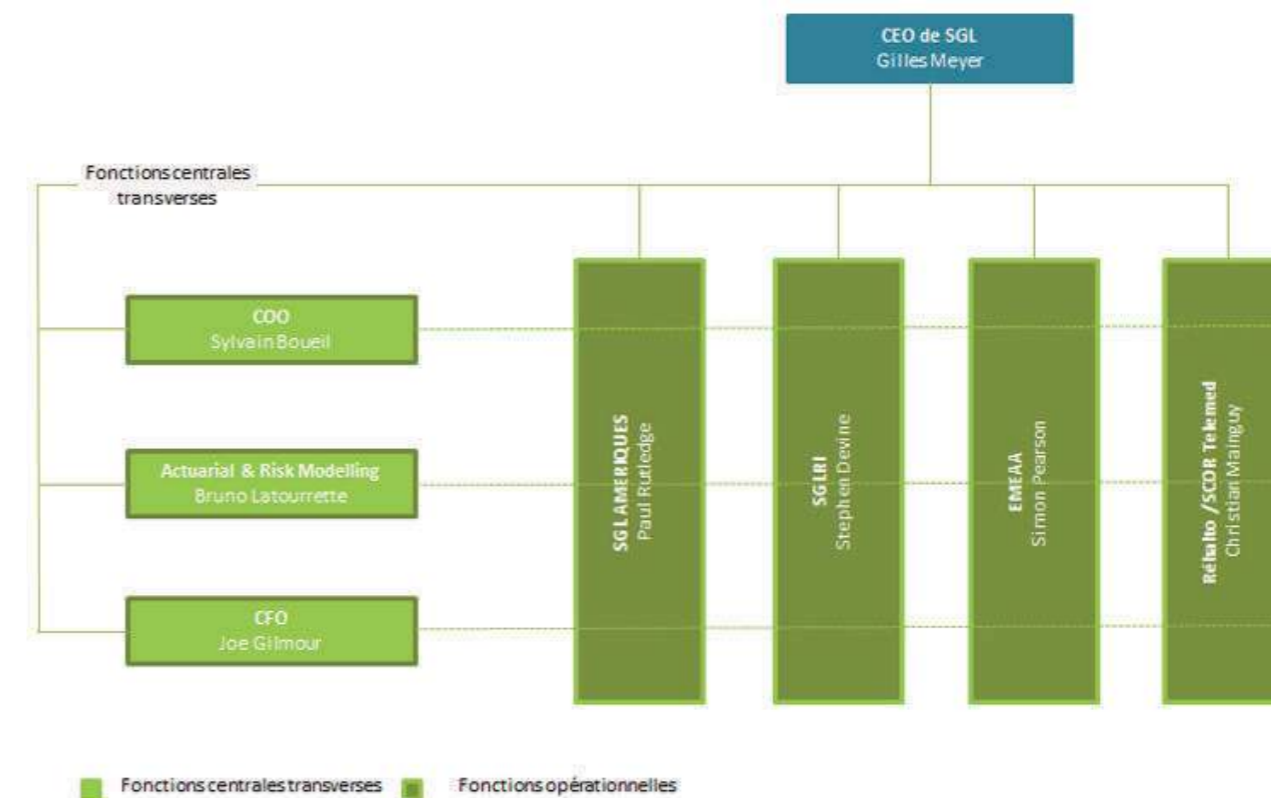 CEO de SGL
Gilles Meyer
Fonctions centrales
transverses
COO
Sylvain Boueil
Actuarial & Risk Modelling
Bruno Latourrette
CFO
Joe Gilmour
SGL AMERIQUES
Paul Rutledge
SGLRI
Stephen Devine
EMEAA
Simon Pearson
Réhalto / SCOR Telemed
Christian Mainguy
Fonctions centrales transverses
Fonctions opérationnelles